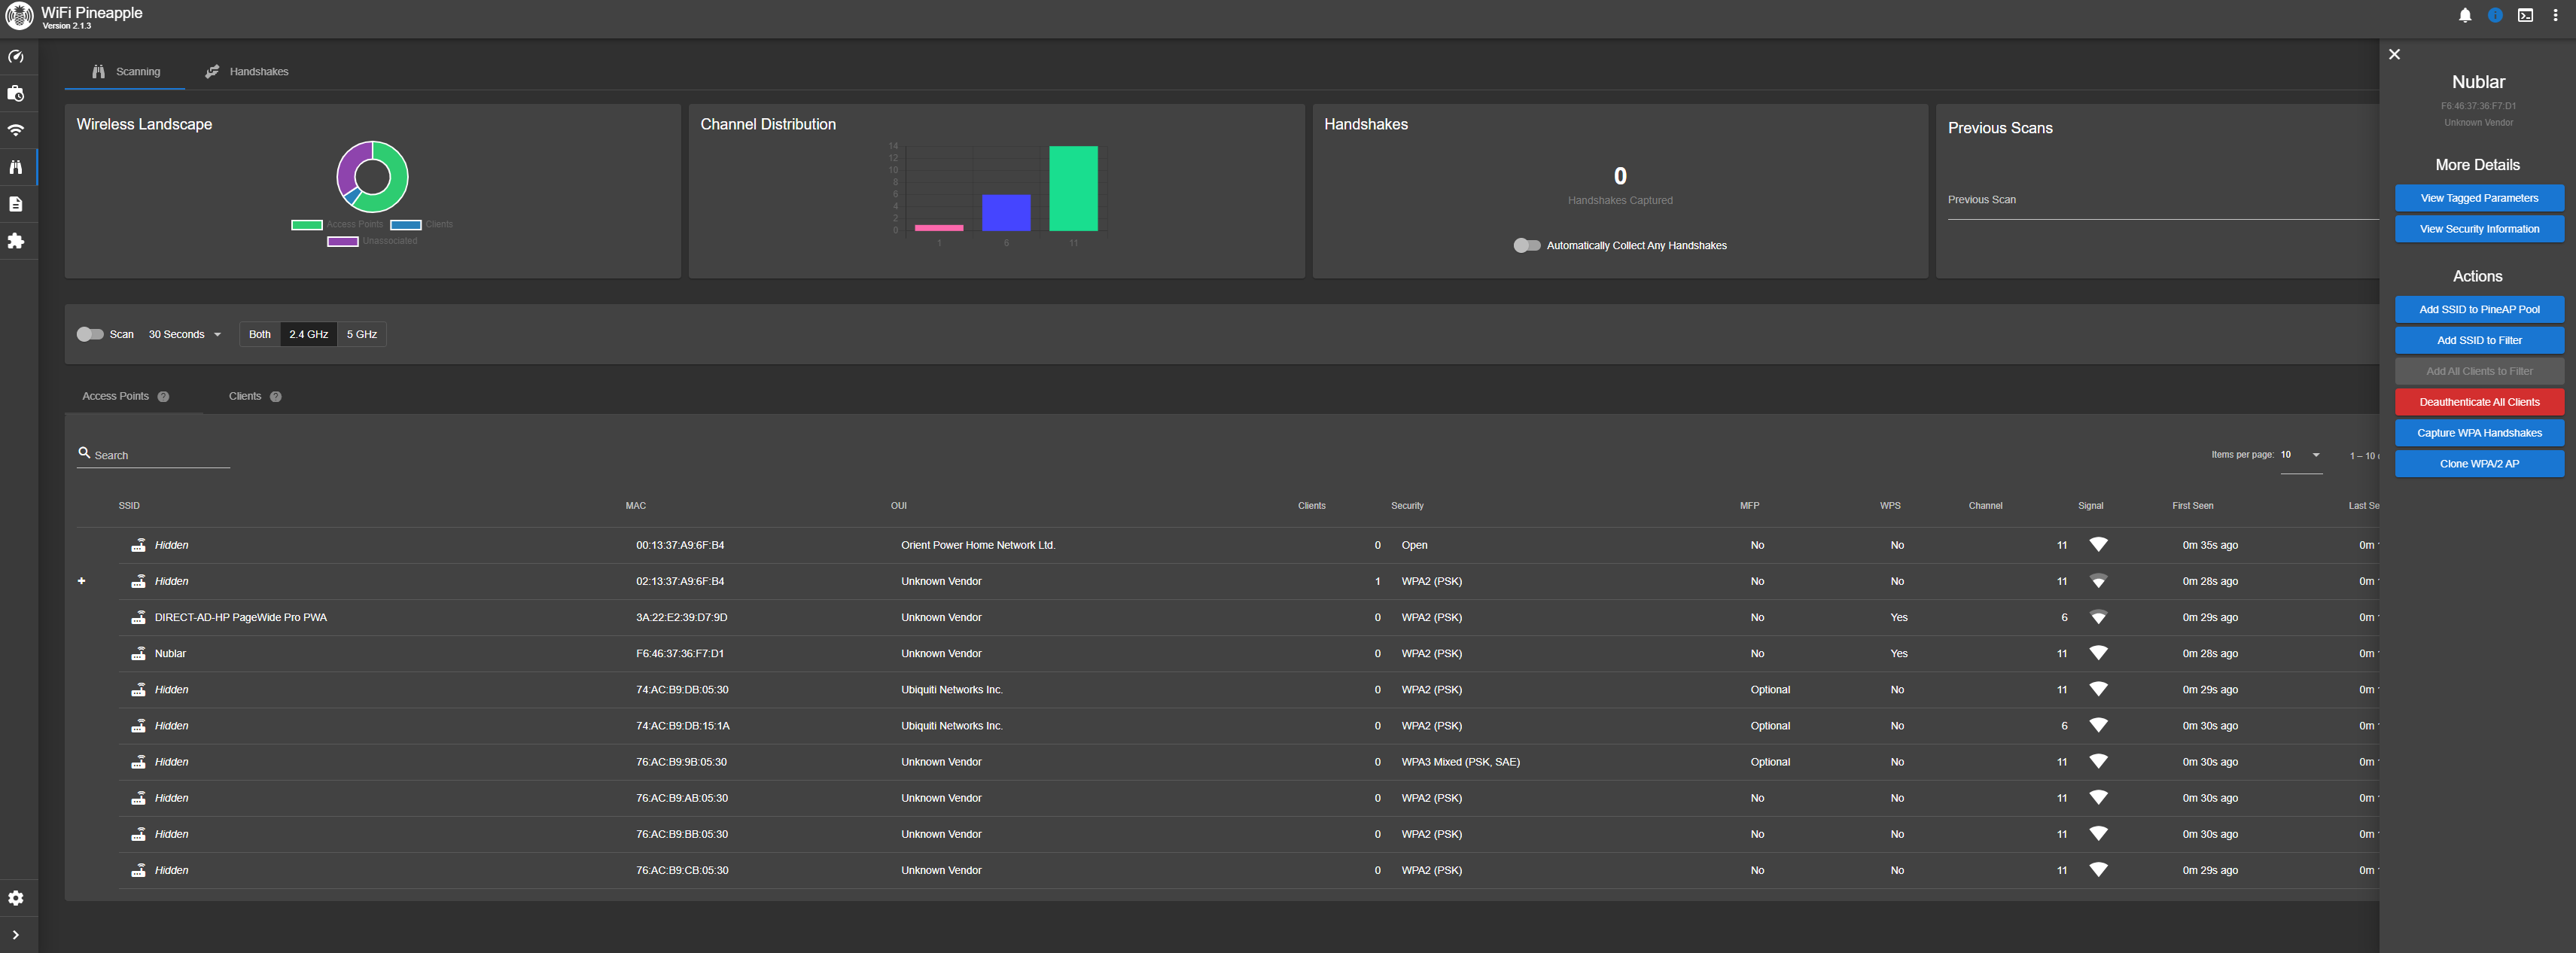 WiFi Pineapple
Version 2.1.3
Scanning Handshakes
Wireless Landscape
Access Points Clients
Unassociated
Channel Distribution
14
12
10
8
6
4
2
0
1 6 11
Handshakes
0
Handshakes Captured
Automatically Collect Any Handshakes
Previous Scans
Previous Scan
Scan 30 Seconds Both 2.4 GHz 5 GHz
Access Points ? Clients ?
Search
Items per page: 10 1 – 10
SSID MAC OUI Clients Security MFP WPS Channel Signal First Seen Last Se
Hidden 00:13:37:A9:6F:B4 Orient Power Home Network Ltd. 0 Open No No 11 0m 35s ago 0m
+ Hidden 02:13:37:A9:6F:B4 Unknown Vendor 1 WPA2 (PSK) No No 11 0m 28s ago 0m
DIRECT-AD-HP PageWide Pro PWA 3A:22:E2:39:D7:9D Unknown Vendor 0 WPA2 (PSK) No Yes 6 0m 29s ago 0m
Nublar F6:46:37:36:F7:D1 Unknown Vendor 0 WPA2 (PSK) No Yes 11 0m 28s ago 0m
Hidden 74:AC:B9:DB:05:30 Ubiquiti Networks Inc. 0 WPA2 (PSK) Optional No 11 0m 29s ago 0m
Hidden 74:AC:B9:DB:15:1A Ubiquiti Networks Inc. 0 WPA2 (PSK) Optional No 6 0m 30s ago 0m
Hidden 76:AC:B9:9B:05:30 Unknown Vendor 0 WPA3 Mixed (PSK, SAE) Optional No 11 0m 30s ago 0m
Hidden 76:AC:B9:AB:05:30 Unknown Vendor 0 WPA2 (PSK) No No 11 0m 30s ago 0m
Hidden 76:AC:B9:BB:05:30 Unknown Vendor 0 WPA2 (PSK) No No 11 0m 30s ago 0m
Hidden 76:AC:B9:CB:05:30 Unknown Vendor 0 WPA2 (PSK) No No 11 0m 29s ago 0m
Nublar
F6:46:37:36:F7:D1
Unknown Vendor
More Details
View Tagged Parameters
View Security Information
Actions
Add SSID to PineAP Pool
Add SSID to Filter
Add All Clients to Filter
Deauthenticate All Clients
Capture WPA Handshakes
Clone WPA/2 AP